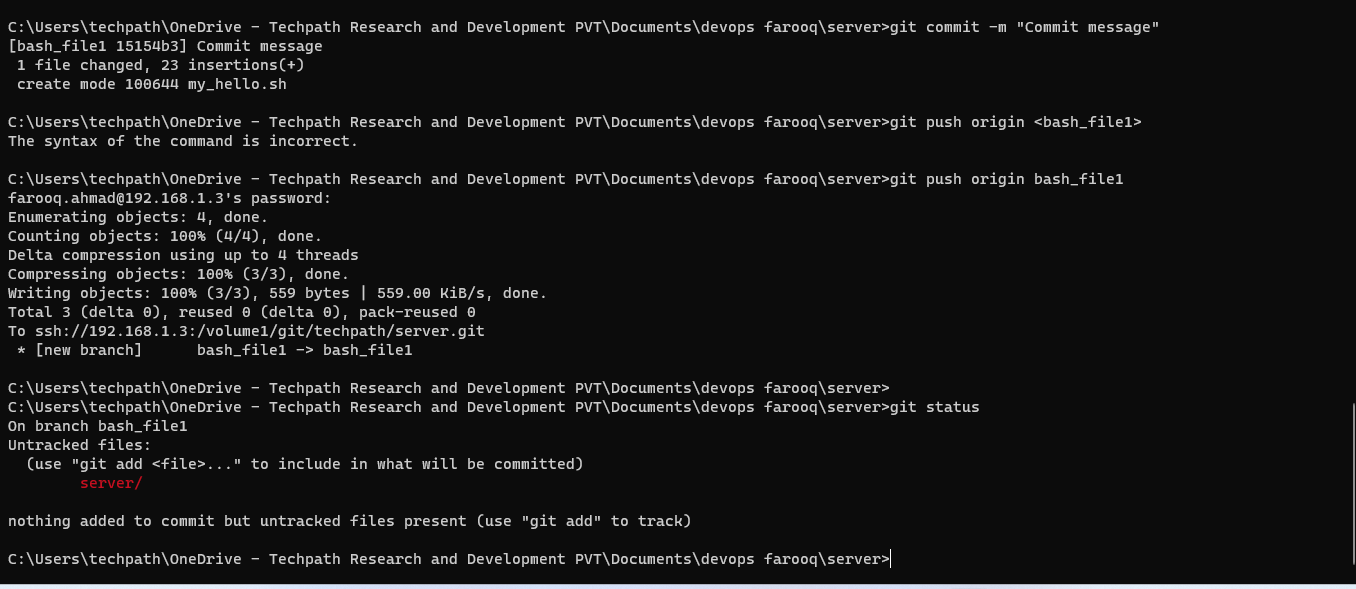 C:\Users\techpath\OneDrive - Techpath Research and Development PVT\Documents\devops farooq\server>git commit -m "Commit message"
[bash_file1 15154b3] Commit message
 1 file changed, 23 insertions(+)
 create mode 100644 my_hello.sh
C:\Users\techpath\OneDrive - Techpath Research and Development PVT\Documents\devops farooq\server>git push origin <bash_file1>
The syntax of the command is incorrect.
C:\Users\techpath\OneDrive - Techpath Research and Development PVT\Documents\devops farooq\server>git push origin bash_file1
farooq.ahmad@192.168.1.3's password:
Enumerating objects: 4, done.
Counting objects: 100% (4/4), done.
Delta compression using up to 4 threads
Compressing objects: 100% (3/3), done.
Writing objects: 100% (3/3), 559 bytes | 559.00 KiB/s, done.
Total 3 (delta 0), reused 0 (delta 0), pack-reused 0
To ssh://192.168.1.3:/volume1/git/techpath/server.git
 * [new branch]      bash_file1 -> bash_file1
C:\Users\techpath\OneDrive - Techpath Research and Development PVT\Documents\devops farooq\server>
C:\Users\techpath\OneDrive - Techpath Research and Development PVT\Documents\devops farooq\server>git status
On branch bash_file1
Untracked files:
  (use "git add <file>..." to include in what will be committed)
        server/
nothing added to commit but untracked files present (use "git add" to track)
C:\Users\techpath\OneDrive - Techpath Research and Development PVT\Documents\devops farooq\server>